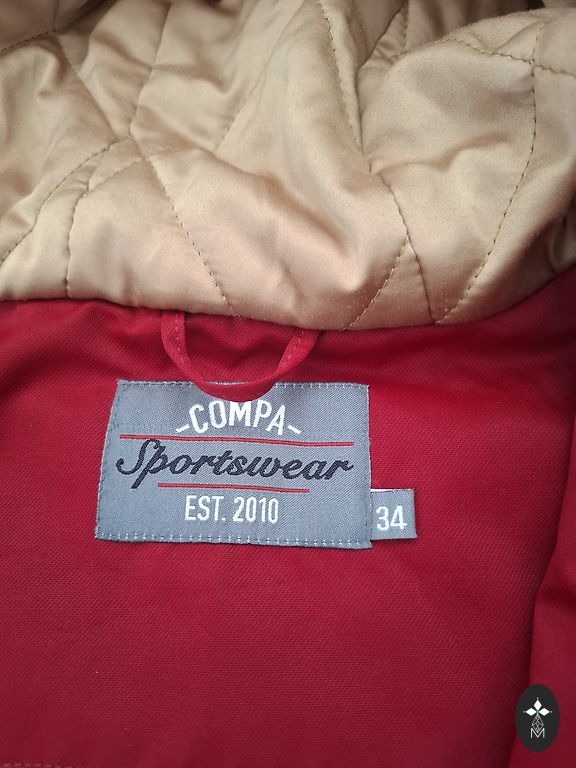 -COMPA-
Sportswear
EST. 2010
34
M